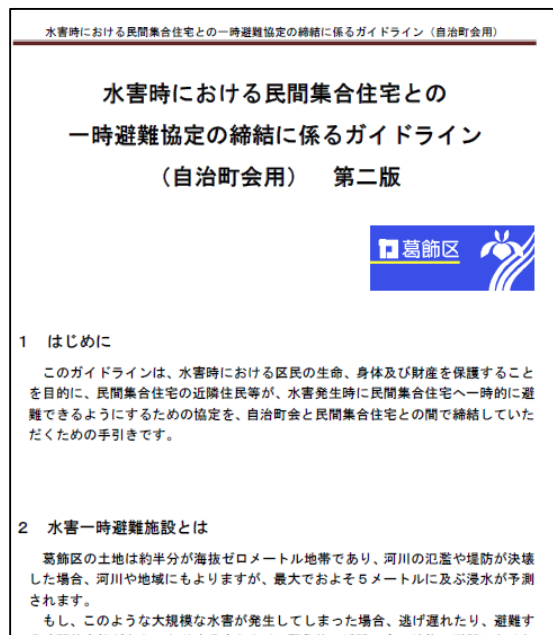 水害時における民間集合住宅との一時避難協定の締結に係るガイドライン（自治町会用）
水害時における民間集合住宅との
一時避難協定の締結に係るガイドライン
（自治町会用）　第二版
葛飾区
1　はじめに
このガイドラインは、水害時における区民の生命、身体及び財産を保護すること
を目的に、民間集合住宅の近隣住民等が、水害発生時に民間集合住宅へ一時的に避
難できるようにするための協定を、自治町会と民間集合住宅との間で締結していた
だくための手引きです。
2　水害一時避難施設とは
葛飾区の土地は約半分が海抜ゼロメートル地帯であり、河川の氾濫や堤防が決壊
した場合、河川や地域にもよりますが、最大でおよそ５メートルに及ぶ浸水が予測
されます。
もし、このような大規模な水害が発生してしまった場合、逃げ遅れたり、避難す